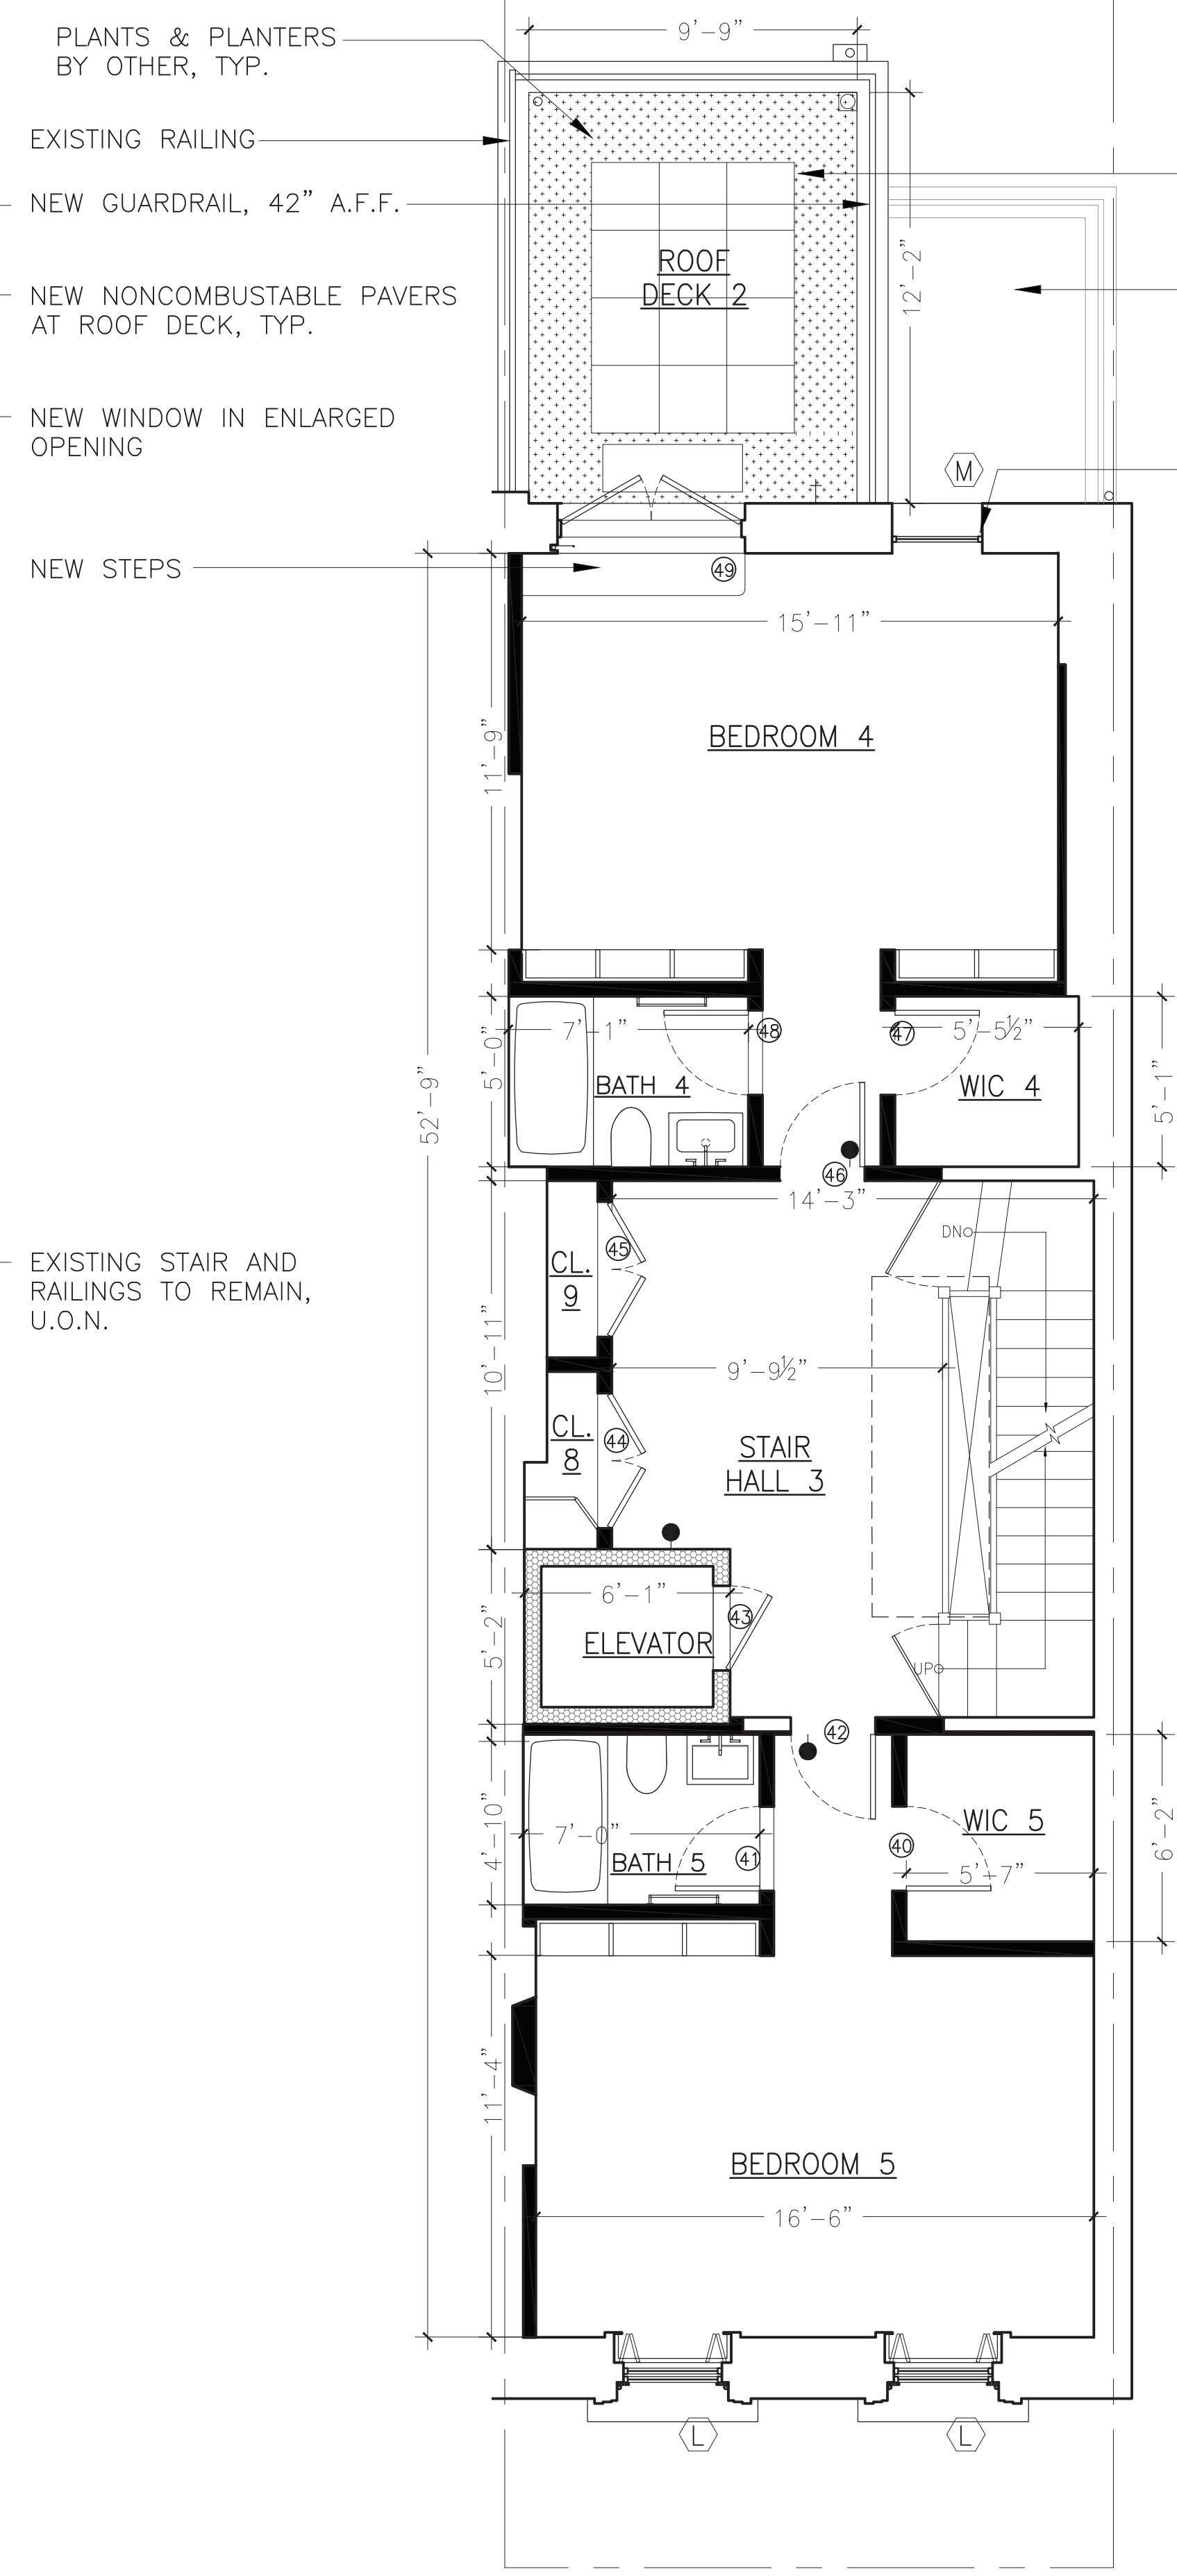 PLANTS & PLANTERS
BY OTHER, TYP.
9'-9"
EXISTING RAILING
NEW GUARDRAIL, 42" A.F.F.
ROOF
DECK 2
12'-2"
NEW NONCOMBUSTABLE PAVERS
AT ROOF DECK, TYP.
NEW WINDOW IN ENLARGED
OPENING
M
NEW STEPS
49
15'-11"
BEDROOM 4
11'-9"
52'-9"
7'-1"
48
47
5'-5½"
5'-0"
BATH 4
WIC 4
5'-1"
46
14'-3"
DN
45
CL.
9
EXISTING STAIR AND
RAILINGS TO REMAIN,
U.O.N.
10'-11"
9'-9½"
CL.
8
44
STAIR
HALL 3
6'-1"
43
5'-2"
ELEVATOR
UP
42
4'-10"
7'-0"
BATH 5
41
40
WIC 5
5'-7"
6'-2"
11'-4"
BEDROOM 5
16'-6"
L
L